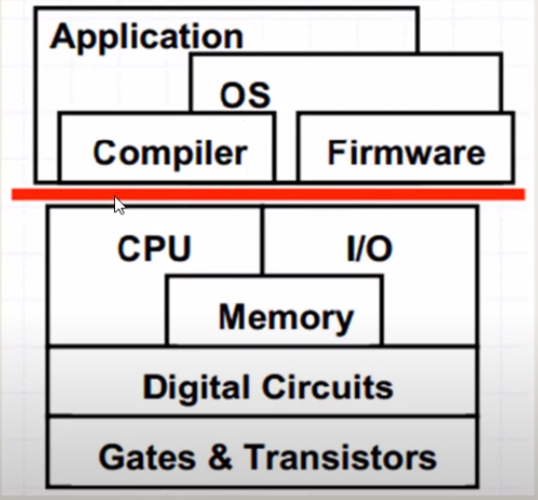 Application
OS
Compiler Firmware
CPU I/O
Memory
Digital Circuits
Gates & Transistors